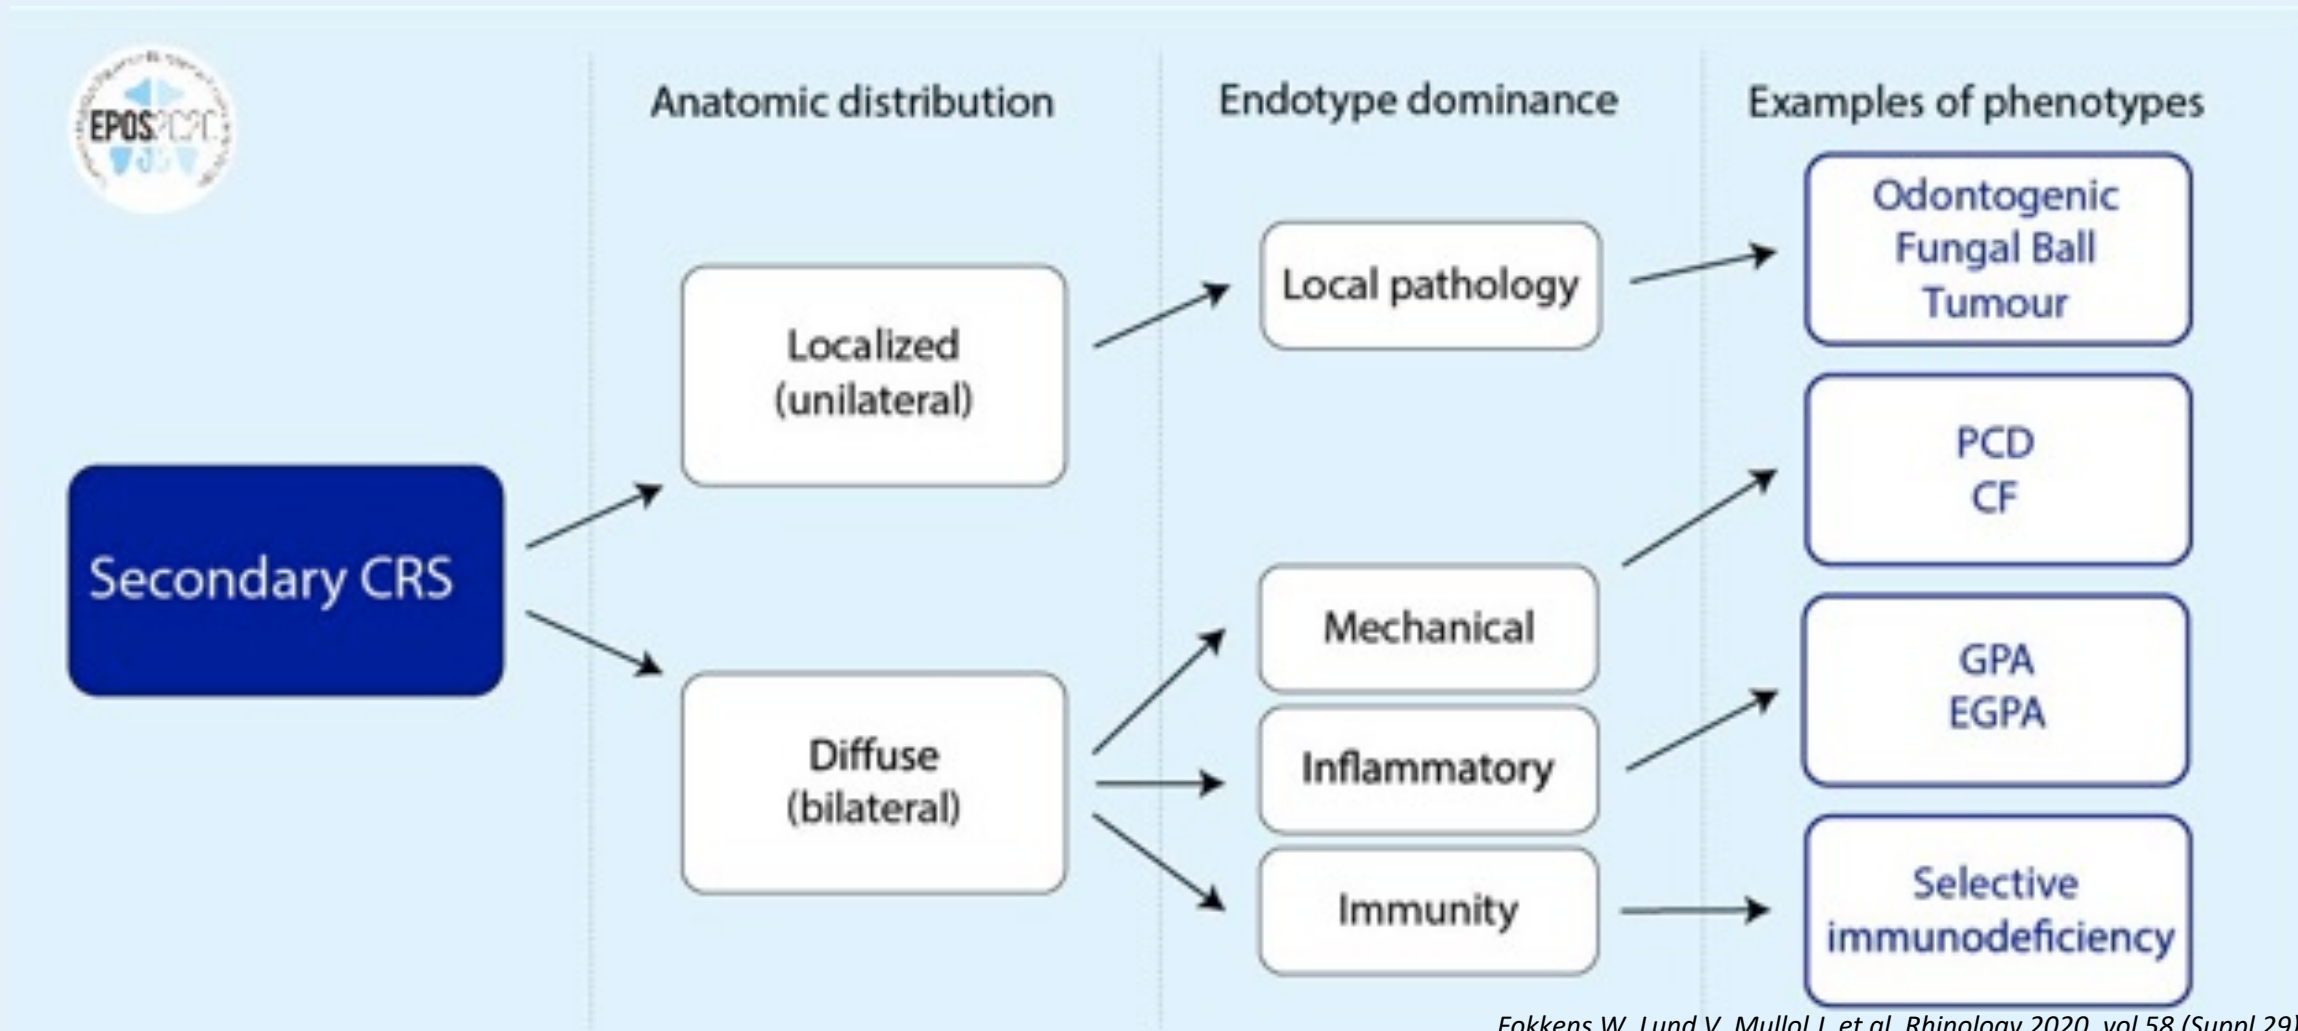 EPOS2020
Anatomic distribution
Endotype dominance
Examples of phenotypes
Secondary CRS
Localized
(unilateral)
Diffuse
(bilateral)
Local pathology
Mechanical
Inflammatory
Immunity
Odontogenic
Fungal Ball
Tumour
PCD
CF
GPA
EGPA
Selective
immunodeficiency
Fokkens W, Lund V, Mullol J, et al. Rhinology 2020, vol 58 (Suppl 29)